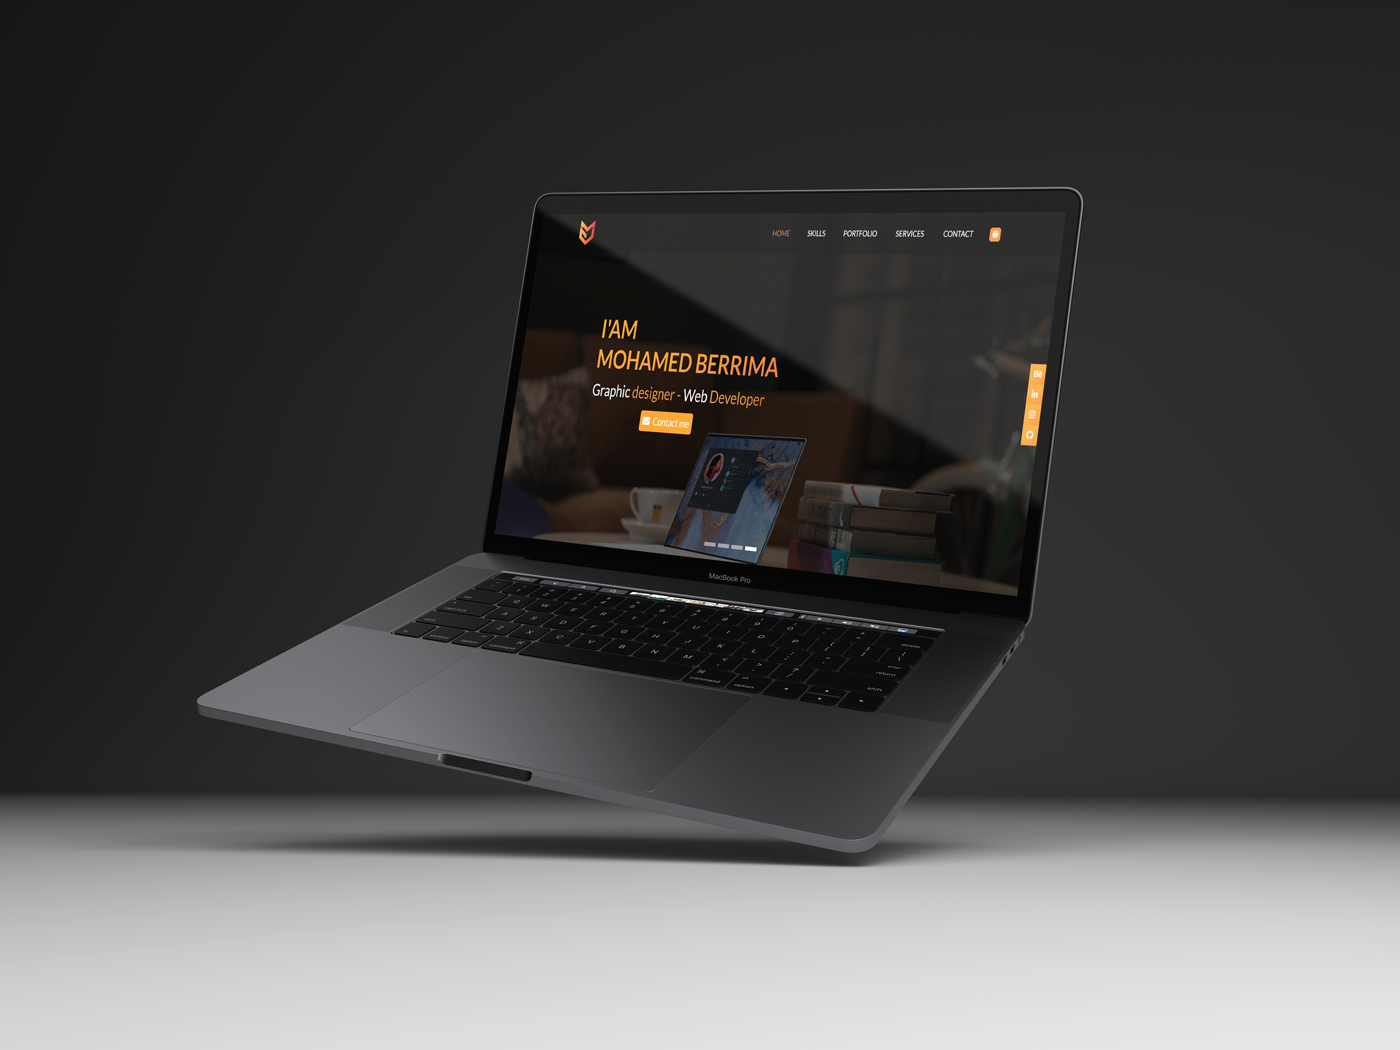 HOME SKILLS PORTFOLIO SERVICES CONTACT
I'AM
MOHAMED BERRIMA
Graphic designer - Web Developer
Contact me
Bē
in
MacBook Pro
Q W E R T Y U I O P
A S D F G H J K L
Z X C V B N M
delete
return
shift
command
option
command option